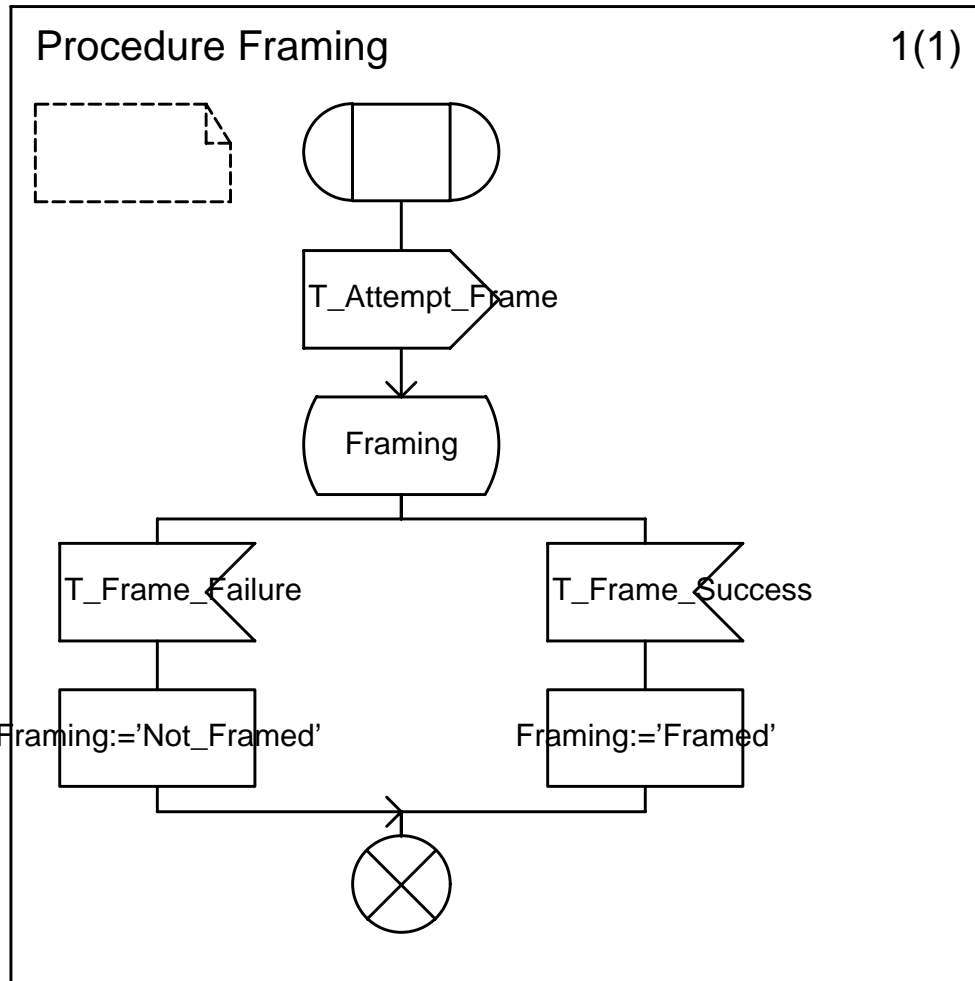 Procedure Framing 1(1)
T_Attempt_Frame
Framing
T_Frame_Failure
T_Frame_Success
Framing:=’Not_Framed’
Framing:=’Framed’